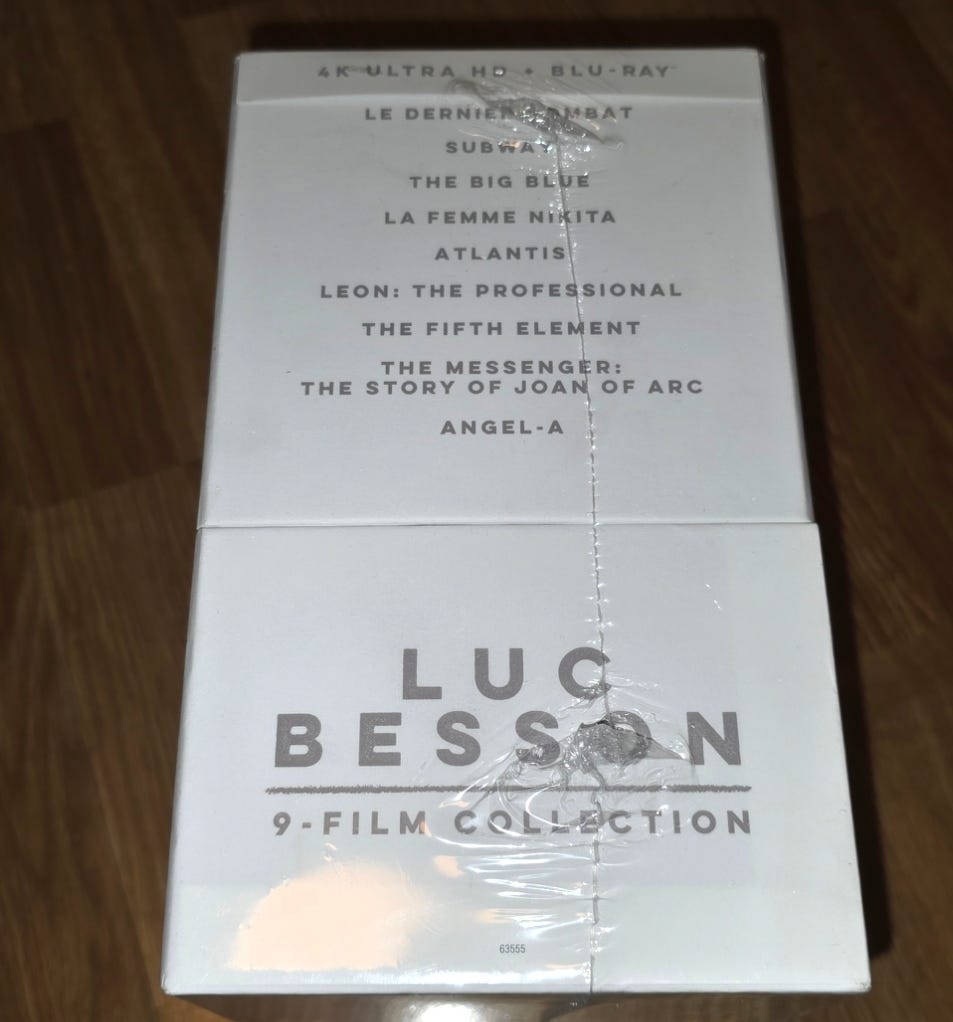 4K ULTRA HD + BLU-RAY™
LE DERNIER COMBAT
SUBWAY
THE BIG BLUE
LA FEMME NIKITA
ATLANTIS
LEON: THE PROFESSIONAL
THE FIFTH ELEMENT
THE MESSENGER:
THE STORY OF JOAN OF ARC
ANGEL-A
LUC
BESSON
9-FILM COLLECTION
63555